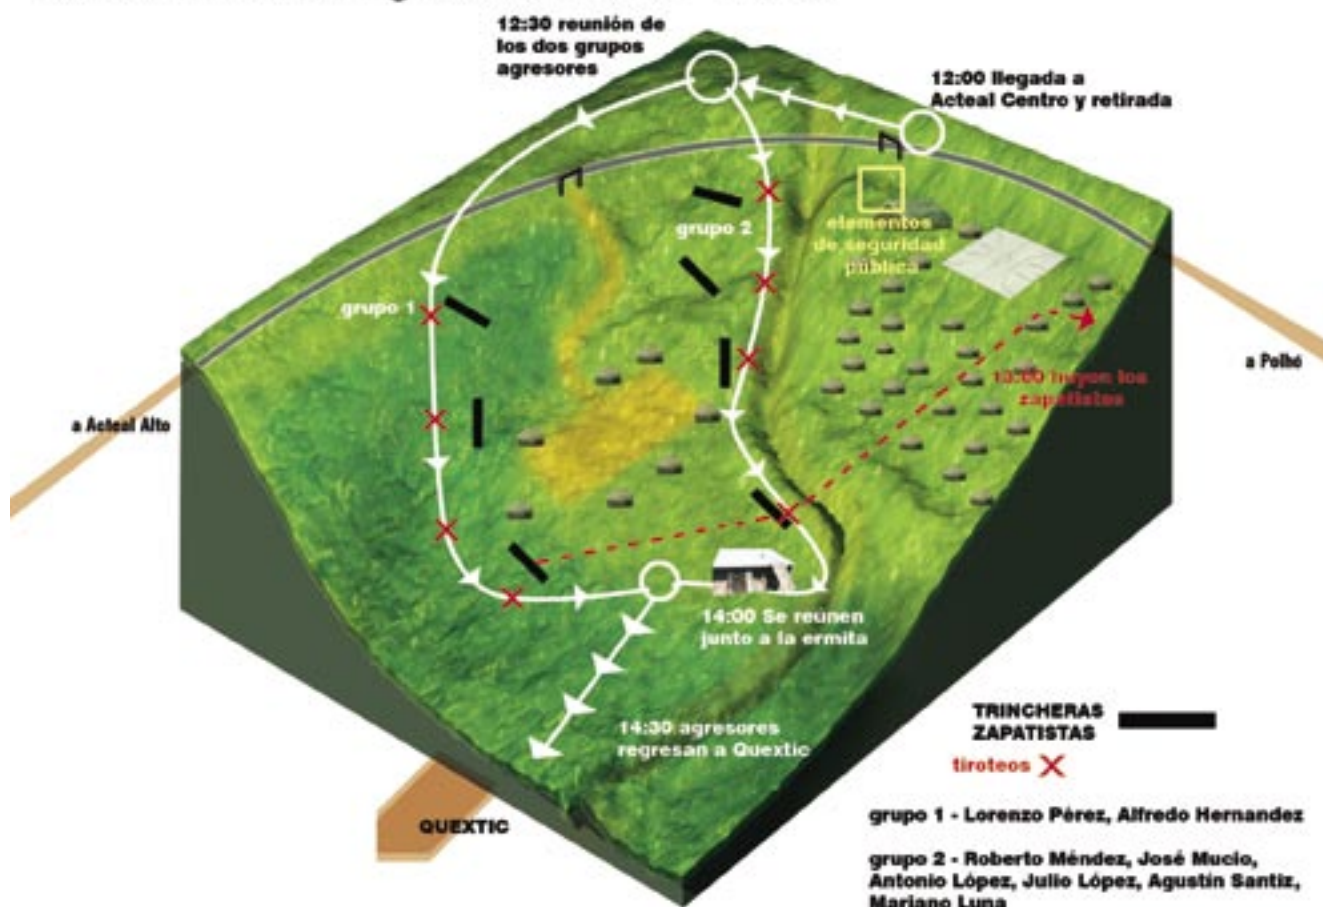 12:30 reunión de
los dos grupos
agresores
12:00 llegada a
Acteal Centro y retirada
grupo 2
elementos
de seguridad
pública
grupo 1
a Polhó
13:00 huyen los
zapatistas
a Acteal Alto
14:00 Se reúnen
junto a la ermita
14:30 agresores
regresan a Quextic
QUEXTIC
TRINCHERAS
ZAPATISTAS
tiroteos
grupo 1 - Lorenzo Pérez, Alfredo Hernandez
grupo 2 - Roberto Méndez, José Mucio,
Antonio López, Julio López, Agustín Santiz,
Mariano Luna